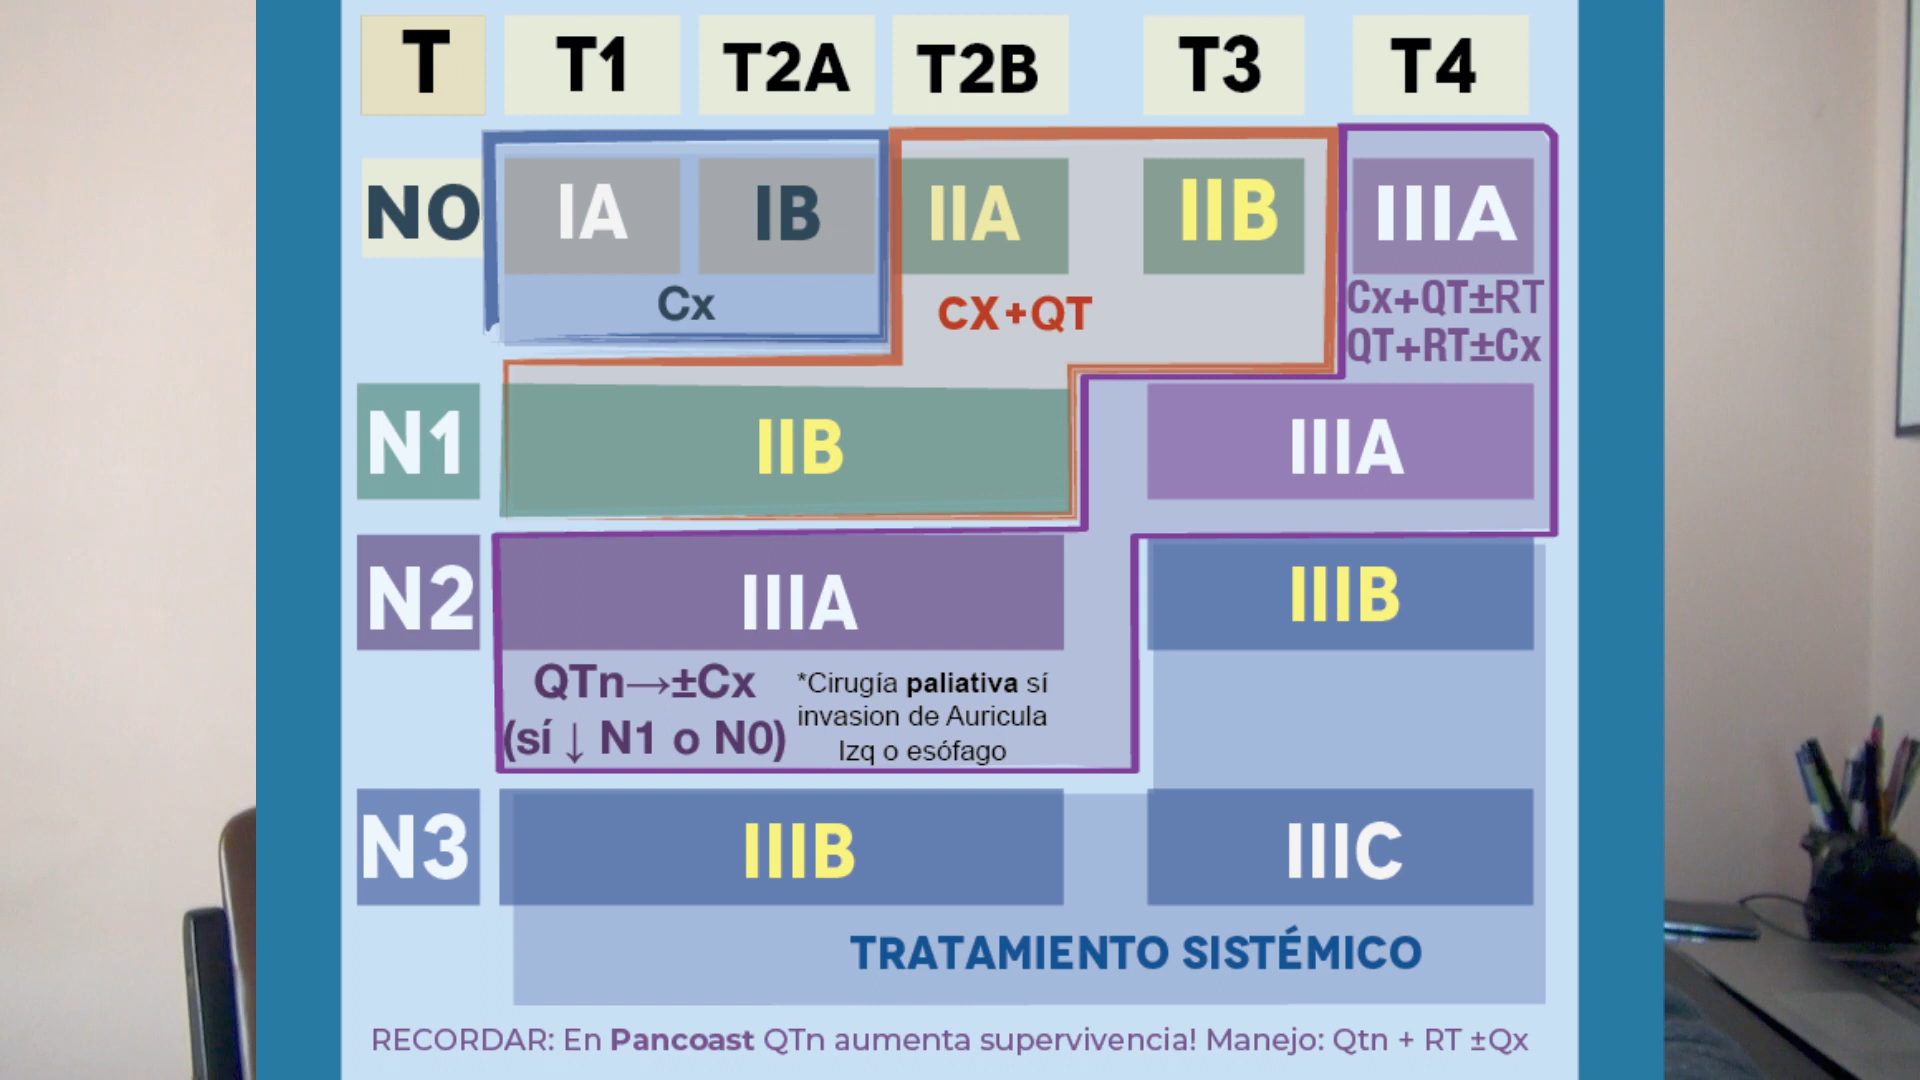 T T1 T2A T2B T3 T4
N0 IA IB IIA IIB IIIA
Cx
CX+QT
Cx+QT±RT
QT+RT±Cx
N1 IIB IIIA
N2 IIIA IIIB
QTn→±Cx
(sí ↓ N1 o N0)
*Cirugía paliativa sí
invasion de Auricula
Izq o esófago
N3 IIIB IIIC
TRATAMIENTO SISTÉMICO
RECORDAR: En Pancoast QTn aumenta supervivencia! Manejo: Qtn + RT ±Qx